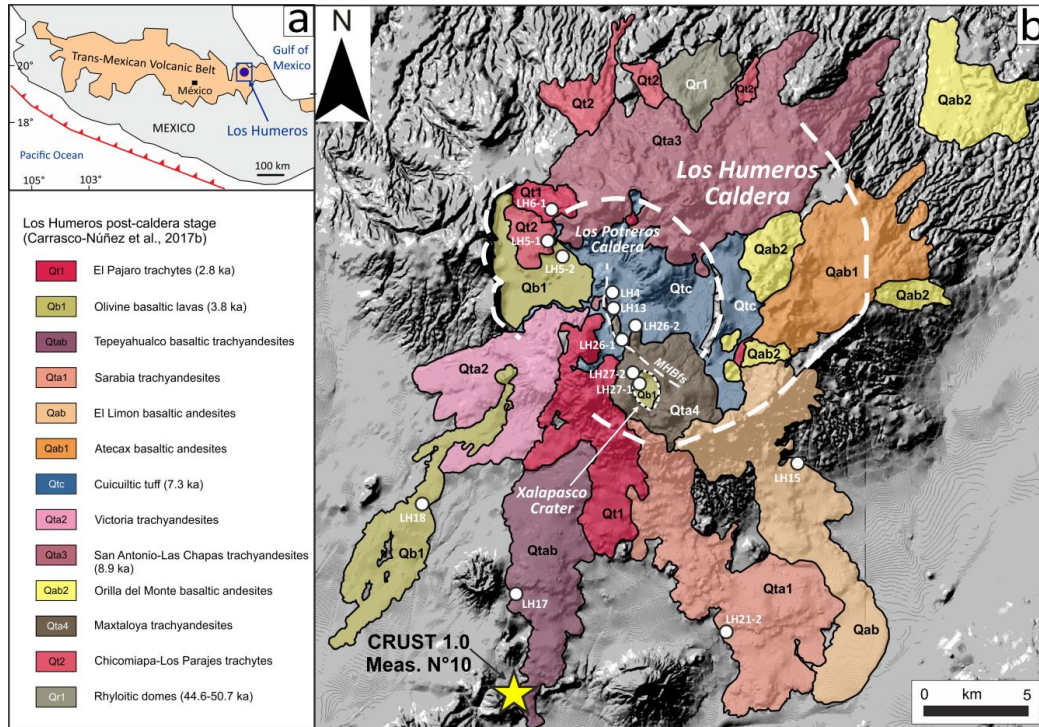 a
Trans-Mexican Volcanic Belt
Gulf of
Mexico
20°
México
18°
MEXICO
Los Humeros
Pacific Ocean
100 km
105°
103°
Los Humeros post-caldera stage
(Carrasco-Núñez et al., 2017b)
Qt1 El Pajaro trachytes (2.8 ka)
Qb1 Olivine basaltic lavas (3.8 ka)
Qtab Tepeyahualco basaltic trachyandesites
Qta1 Sarabia trachyandesites
Qab El Limon basaltic andesites
Qab1 Atecax basaltic andesites
Qtc Cuicuiltic tuff (7.3 ka)
Qta2 Victoria trachyandesites
Qta3 San Antonio-Las Chapas trachyandesites
(8.9 ka)
Qab2 Orilla del Monte basaltic andesites
Qta4 Maxtaloya trachyandesites
Qt2 Chicomiapa-Los Parajes trachytes
Qr1 Rhyloitic domes (44.6-50.7 ka)
N
b
Qt2
Qt2
Qr1
Qt2
Qab2
Qta3
Los Humeros
Caldera
Qt1
LH6-1
Qt2
LH5-1
Los Potreros
Caldera
LH5-2
Qb1
Qtc
Qtc
Qab2
Qab1
Qab2
LH4
LH13
LH26-2
LH26-1
Qab2
Qta2
LH27-2
MHBfs
LH27-1
Qb1
Qta4
Xalapasco
Crater
LH15
LH18
Qb1
Qt1
Qtab
LH17
Qta1
LH21-2
Qab
CRUST 1.0
Meas. N°10
0 km 5